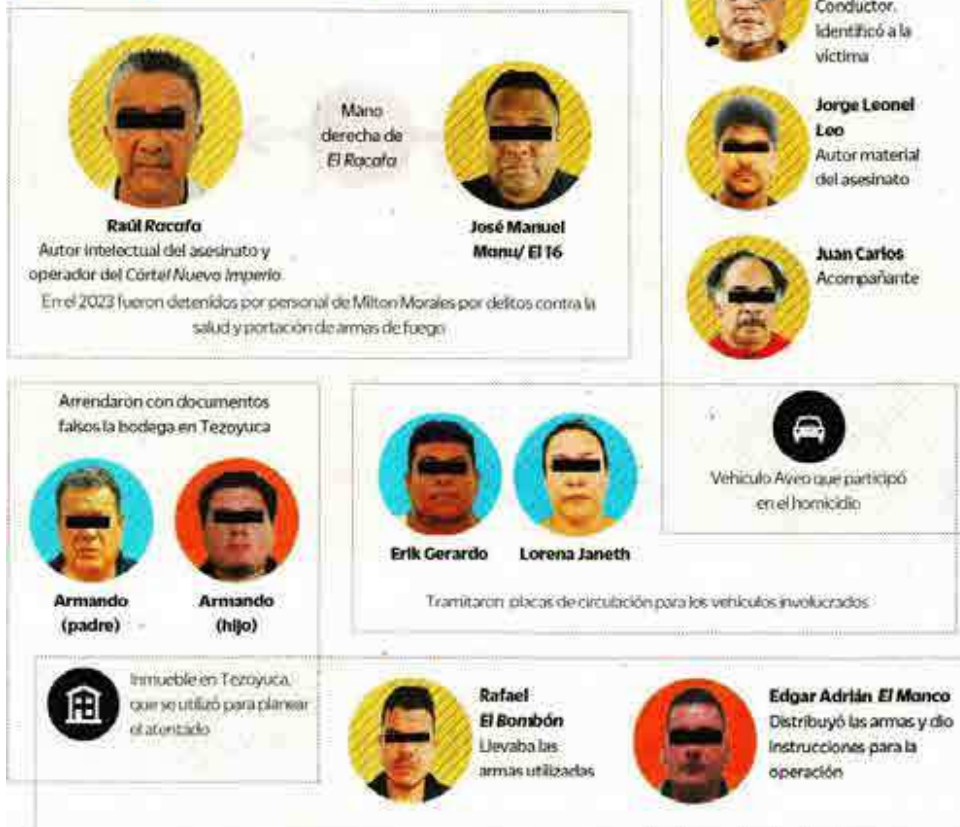 Conductor.
Identificó a la
víctima
Mano
derecha de
El Racafa
Jorge Leonel
Leo
Autor material
del asesinato
Raúl Racafa
Autor intelectual del asesinato y
operador del Cártel Nuevo Imperio
José Manuel
Manu/ El 16
En el 2023 fueron detenidos por personal de Milton Morales por delitos contra la
salud y portación de armas de fuego
Juan Carlos
Acompañante
Arrendaron con documentos
falsos la bodega en Tezoyuca
Armando
(padre)
Armando
(hijo)
Erik Gerardo
Lorena Janeth
Tramitaron placas de circulación para los vehículos involucrados
Vehículo Aveo que participó
en el homicidio
Inmueble en Tezoyuca,
que se utilizó para planear
el atentado
Rafael
El Bombón
Llevaba las
armas utilizadas
Edgar Adrián El Manco
Distribuyó las armas y dio
instrucciones para la
operación